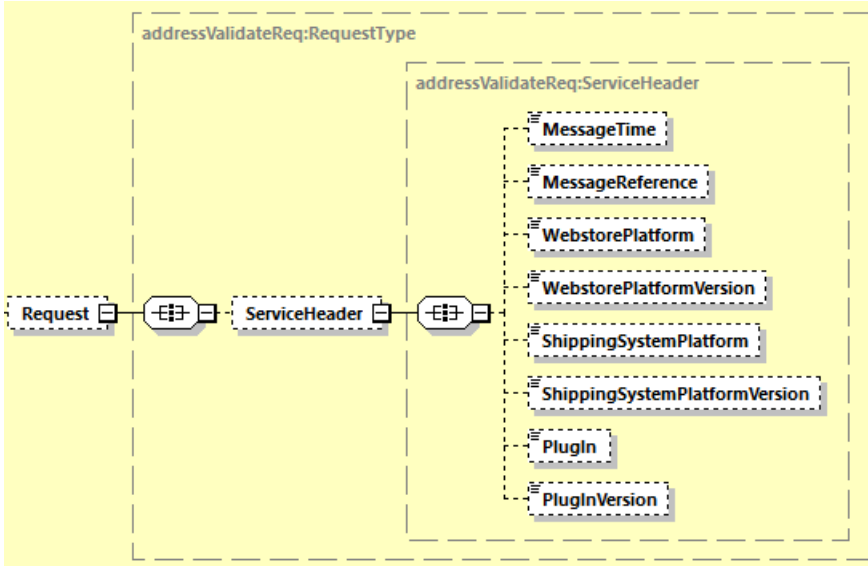 addressValidateReq:RequestType
addressValidateReq:ServiceHeader
MessageTime
MessageReference
WebstorePlatform
WebstorePlatformVersion
Request
ServiceHeader
ShippingSystemPlatform
ShippingSystemPlatformVersion
PlugIn
PlugInVersion